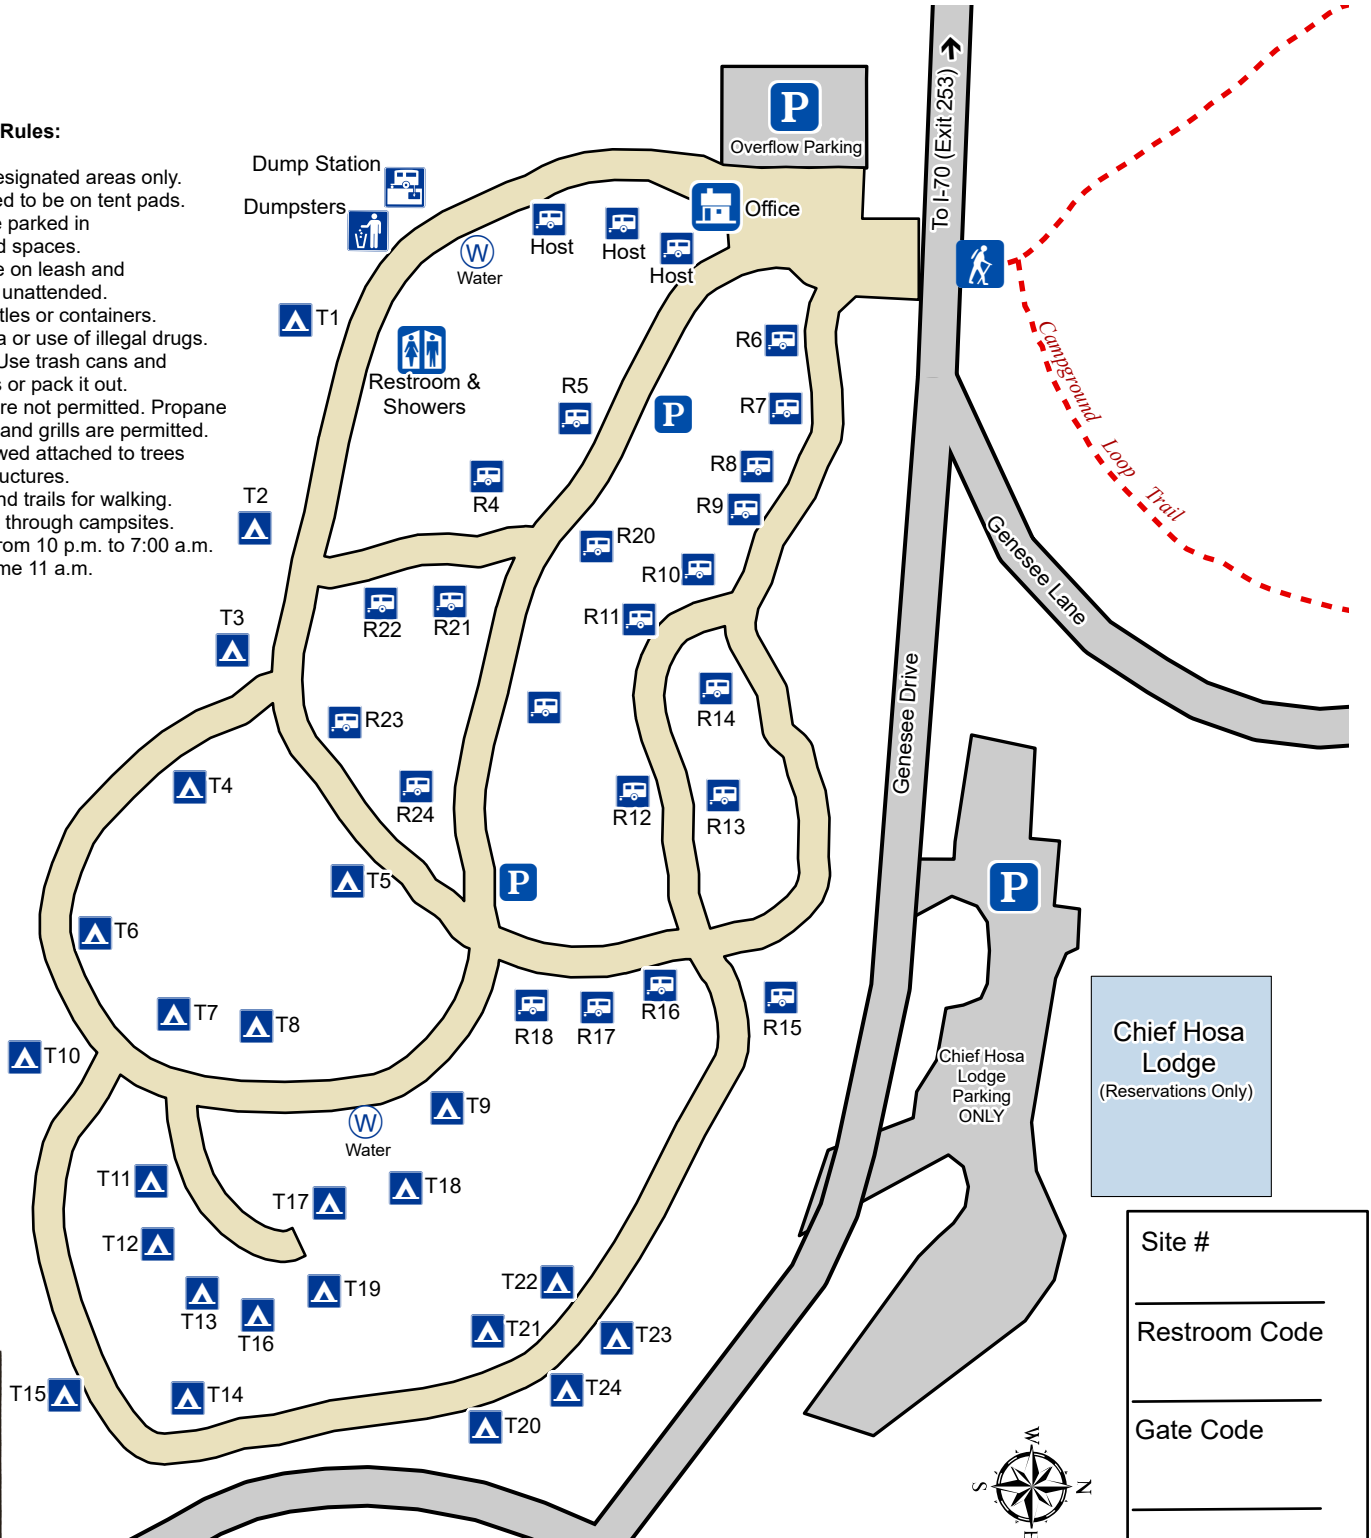 Rules:
esignated areas only.
ed to be on tent pads.
e parked in
d spaces.
e on leash and
unattended.
tles or containers.
a or use of illegal drugs.
Use trash cans and
s or pack it out.
re not permitted. Propane
and grills are permitted.
wed attached to trees
uctures.
nd trails for walking.
through campsites.
rom 10 p.m. to 7:00 a.m.
me 11 a.m.
P
Overflow Parking
To I-70 (Exit 253)
Dump Station
Dumpsters
Office
W
Water
Host
Host
Host
T1
Restroom &
Showers
R6
R5
P
R7
R8
R4
R9
T2
R20
R10
R22
R21
R11
T3
Campground Loop Trail
Genesee Lane
Genesee Drive
R23
R14
T4
R24
R12
R13
T5
P
P
T6
T7
T8
R18
R17
R16
R15
T10
Chief Hosa
Lodge
(Reservations Only)
Chief Hosa
Lodge
Parking
ONLY
T9
W
Water
T11
T17
T18
T12
T13
T16
T19
T22
T21
T23
T15
T14
T24
T20
Site #
Restroom Code
Gate Code
W
S
N
E